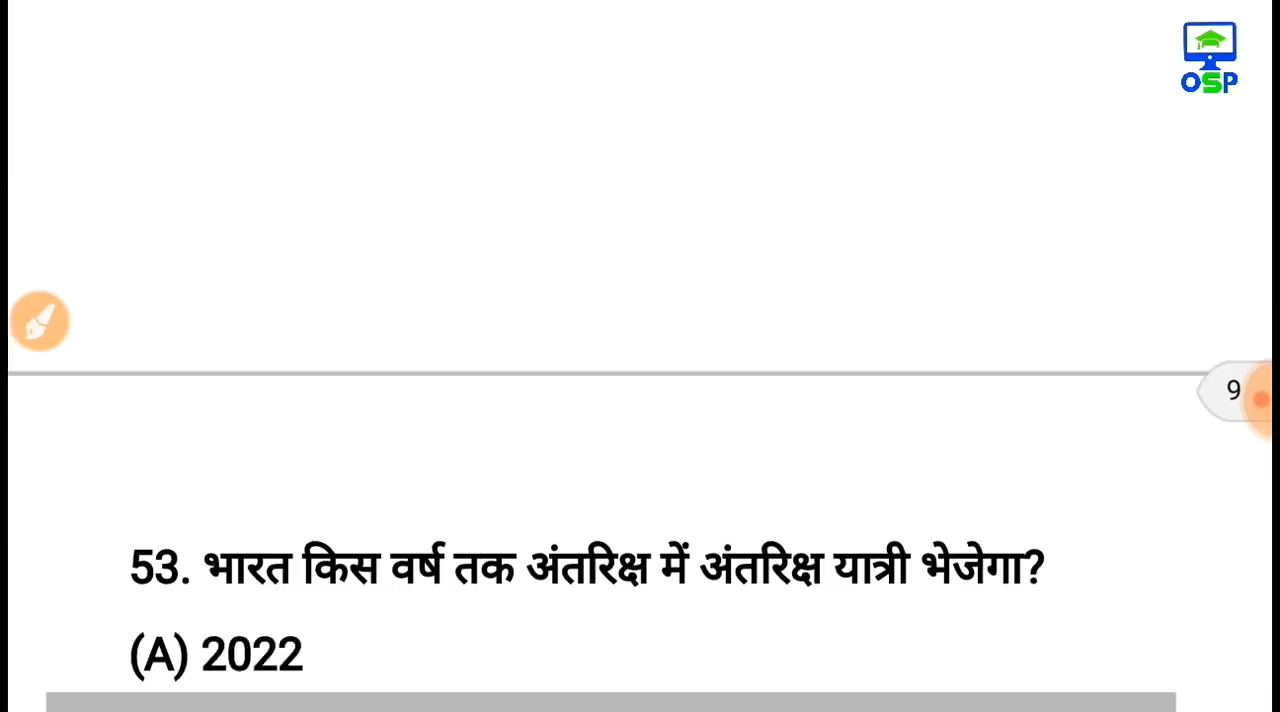 OSP
9
53. भारत किस वर्ष तक अंतरिक्ष में अंतरिक्ष यात्री भेजेगा?
(A) 2022